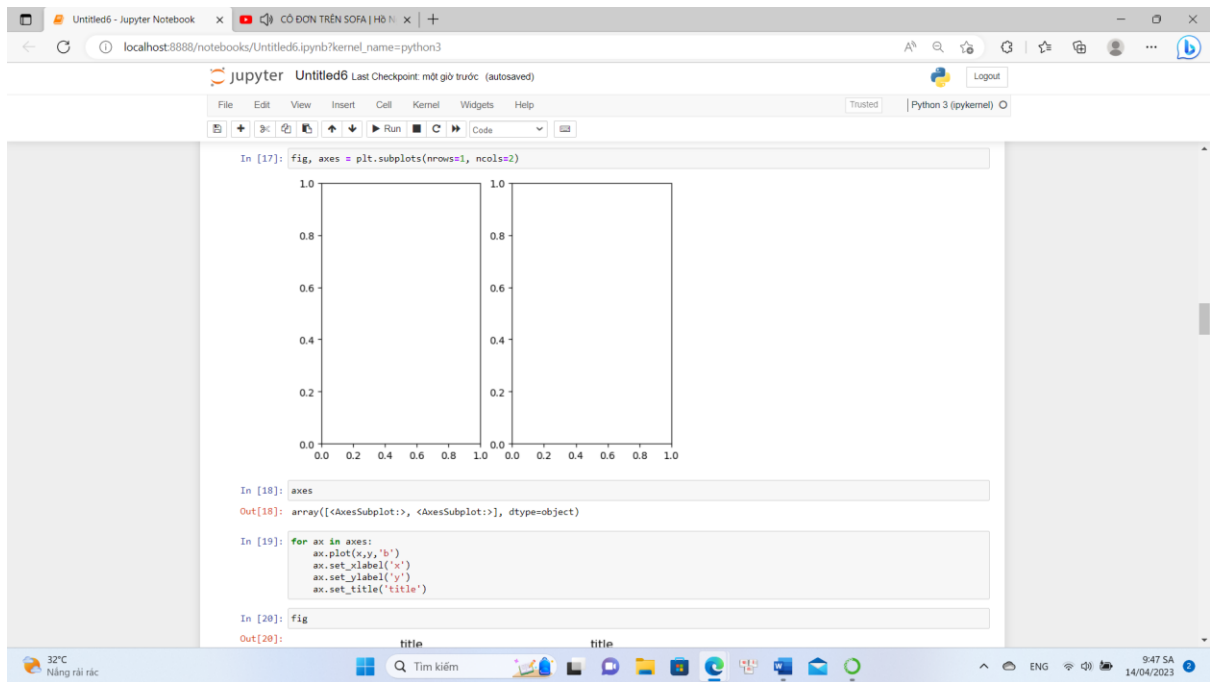 Untitled6 - Jupyter Notebook
CÔ ĐƠN TRÊN SOFA | Hồ N
localhost:8888/notebooks/Untitled6.ipynb?kernel_name=python3
jupyter Untitled6 Last Checkpoint: một giờ trước (autosaved)
Logout
File Edit View Insert Cell Kernel Widgets Help
Trusted
Python 3 (ipykernel)
Run
Code
In [17]: fig, axes = plt.subplots(nrows=1, ncols=2)
1.0 1.0
0.8 0.8
0.6 0.6
0.4 0.4
0.2 0.2
0.0 0.0
0.0 0.2 0.4 0.6 0.8 1.0 0.0 0.2 0.4 0.6 0.8 1.0
In [18]: axes
Out[18]: array([<AxesSubplot:>, <AxesSubplot:>], dtype=object)
In [19]: for ax in axes:
ax.plot(x,y,'b')
ax.set_xlabel('x')
ax.set_ylabel('y')
ax.set_title('title')
In [20]: fig
Out[20]:
title title
32°C
Nắng rải rác
Tìm kiếm
ENG
9:47 SA
14/04/2023
2